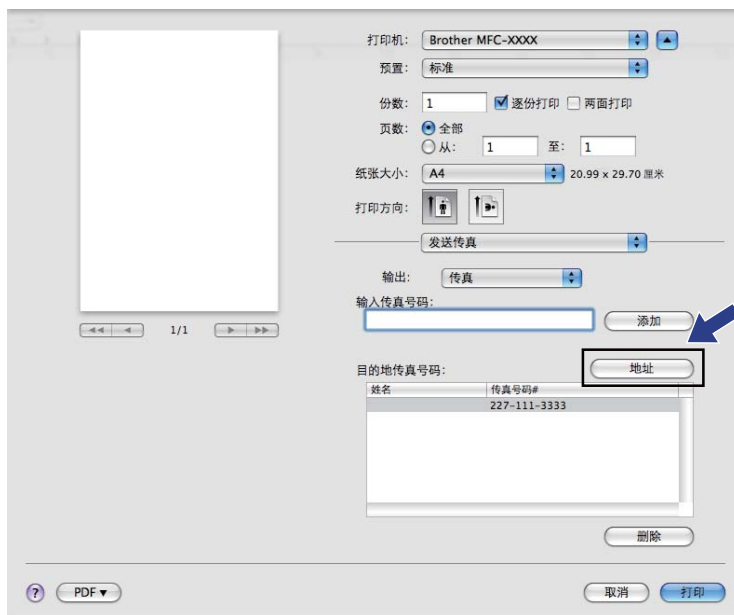 打印机: Brother MFC-XXXX
预置: 标准
份数: 1 逐份打印 两面打印
页数: 全部
从: 1 至: 1
纸张大小: A4 20.99 x 29.70 厘米
打印方向:
发送传真
输出: 传真
输入传真号码:
添加
1/1
目的地传真号码: 地址
姓名 传真号码#
227-111-3333
删除
? PDF 取消 打印